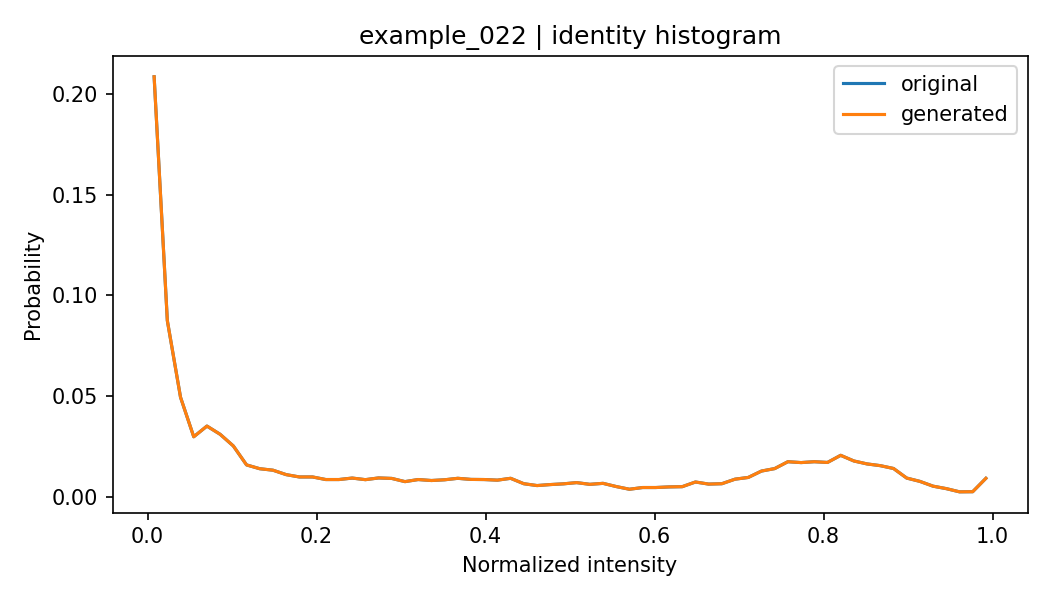 example_022 | identity histogram
original
generated
Probability
0.20
0.15
0.10
0.05
0.00
0.0 0.2 0.4 0.6 0.8 1.0
Normalized intensity